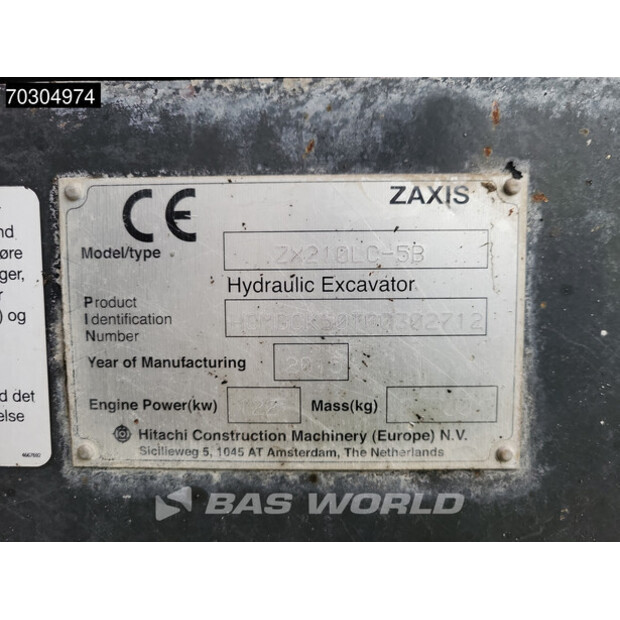 70304974
CE
ZAXIS
Model/type ZX210LC-5B
Hydraulic Excavator
Product
Identification
Number
Year of Manufacturing
Engine Power(kw) Mass(kg)
Hitachi Construction Machinery (Europe) N.V.
Sicilieweg 5, 1045 AT Amsterdam, The Netherlands
nd
øre
ger,
r
) og
d det
else
BAS WORLD